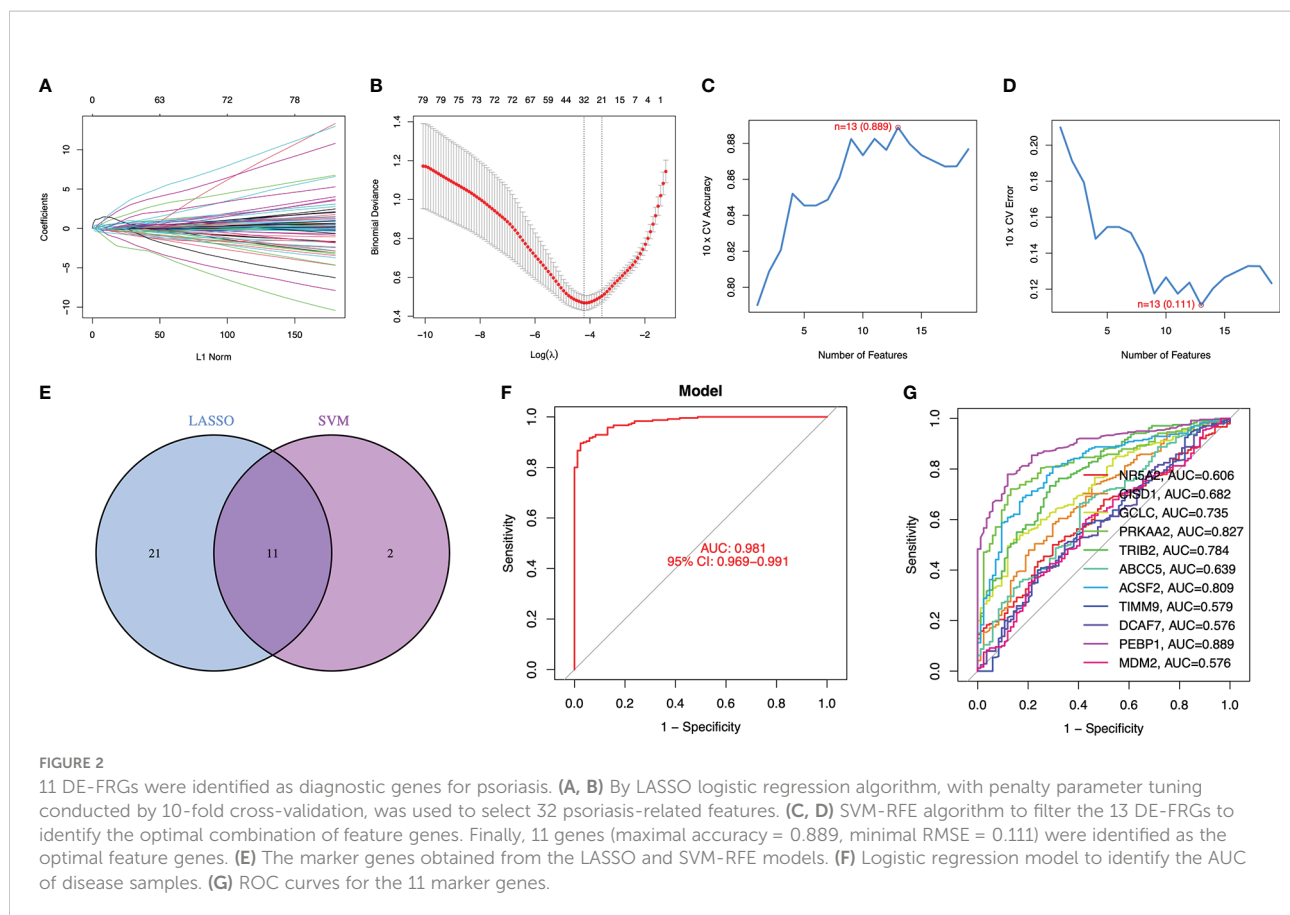 A
0 63 72 78
10
5
0
−5
−10
Coefficients
0 50 100 150
L1 Norm
B
79 79 75 73 72 72 67 59 44 32 21 15 7 4 1
1.4
1.2
1.0
0.8
0.6
0.4
Binomial Deviance
−10 −8 −6 −4 −2
Log(λ)
C
n=13 (0.889)
0.88
0.86
0.84
0.82
0.80
10 x CV Accuracy
5 10 15
Number of Features
D
0.20
0.18
0.16
0.14
0.12
10 x CV Error
n=13 (0.111)
5 10 15
Number of Features
E
LASSO SVM
21 11 2
F
Model
1.0
0.8
0.6
0.4
0.2
0.0
Sensitivity
AUC: 0.981
95% CI: 0.969–0.991
0.0 0.2 0.4 0.6 0.8 1.0
1 − Specificity
G
1.0
0.8
0.6
0.4
0.2
0.0
Sensitivity
NR5A2, AUC=0.606
CISD1, AUC=0.682
GCLC, AUC=0.735
PRKAA2, AUC=0.827
TRIB2, AUC=0.784
ABCC5, AUC=0.639
ACSF2, AUC=0.809
TIMM9, AUC=0.579
DCAF7, AUC=0.576
PEBP1, AUC=0.889
MDM2, AUC=0.576
0.0 0.2 0.4 0.6 0.8 1.0
1 − Specificity
FIGURE 2
11 DE-FRGs were identified as diagnostic genes for psoriasis. (A, B) By LASSO logistic regression algorithm, with penalty parameter tuning
conducted by 10-fold cross-validation, was used to select 32 psoriasis-related features. (C, D) SVM-RFE algorithm to filter the 13 DE-FRGs to
identify the optimal combination of feature genes. Finally, 11 genes (maximal accuracy = 0.889, minimal RMSE = 0.111) were identified as the
optimal feature genes. (E) The marker genes obtained from the LASSO and SVM-RFE models. (F) Logistic regression model to identify the AUC
of disease samples. (G) ROC curves for the 11 marker genes.